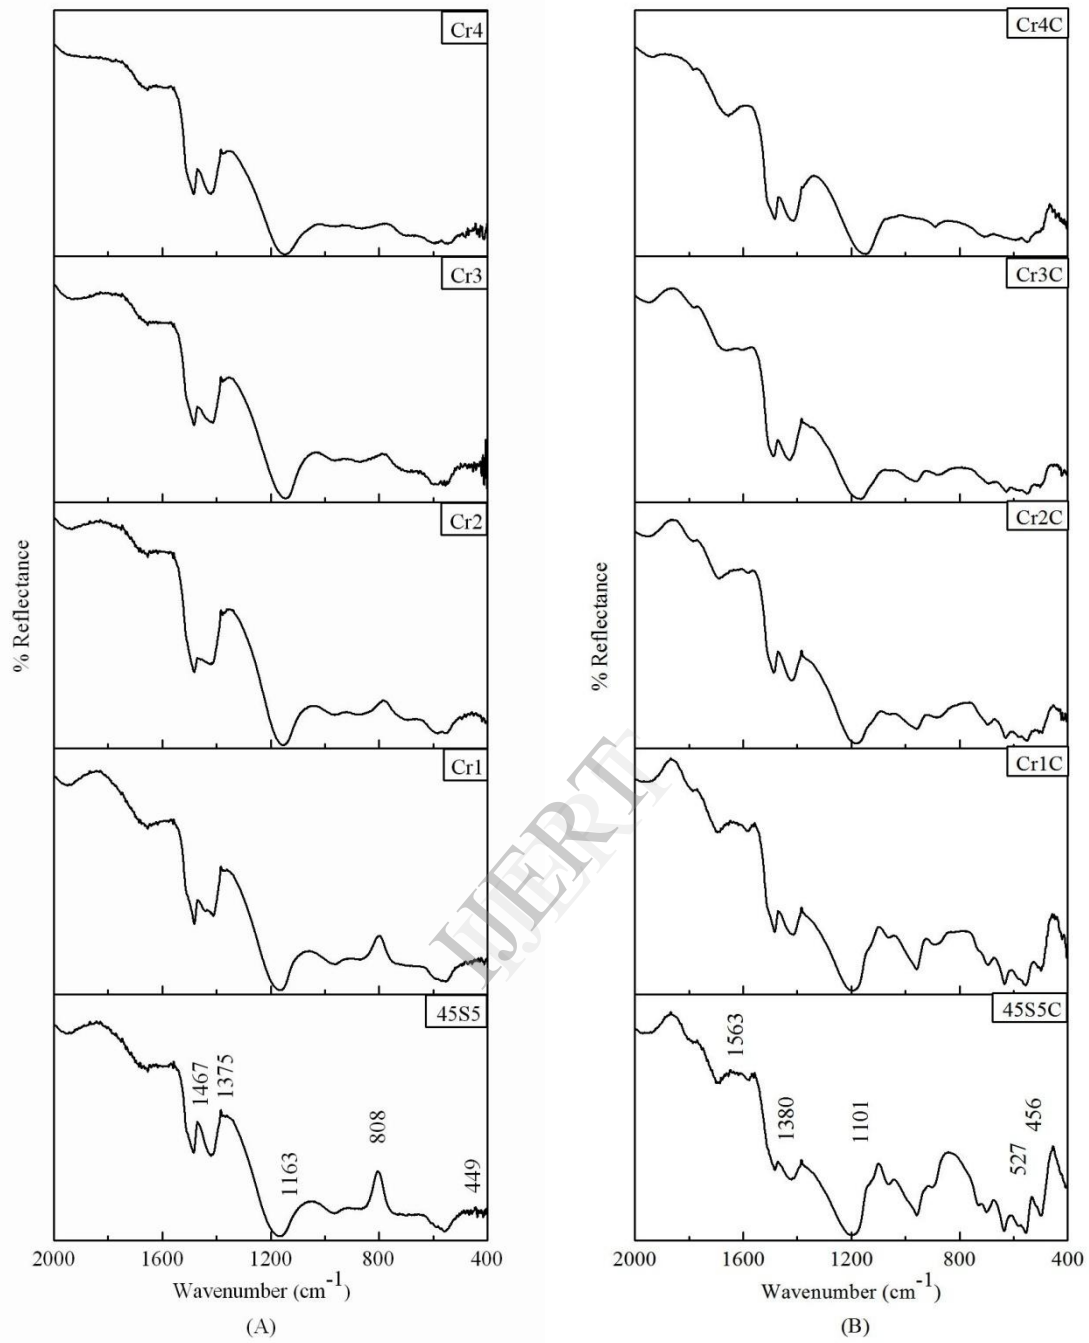 Cr4
Cr3
Cr2
Cr1
45S5
1467
1375
1163
808
449
% Reflectance
2000 1600 1200 800 400
Wavenumber (cm-1)
(A)
Cr4C
Cr3C
Cr2C
Cr1C
45S5C
1563
1380
1101
527
456
% Reflectance
2000 1600 1200 800 400
Wavenumber (cm-1)
(B)
IJERT